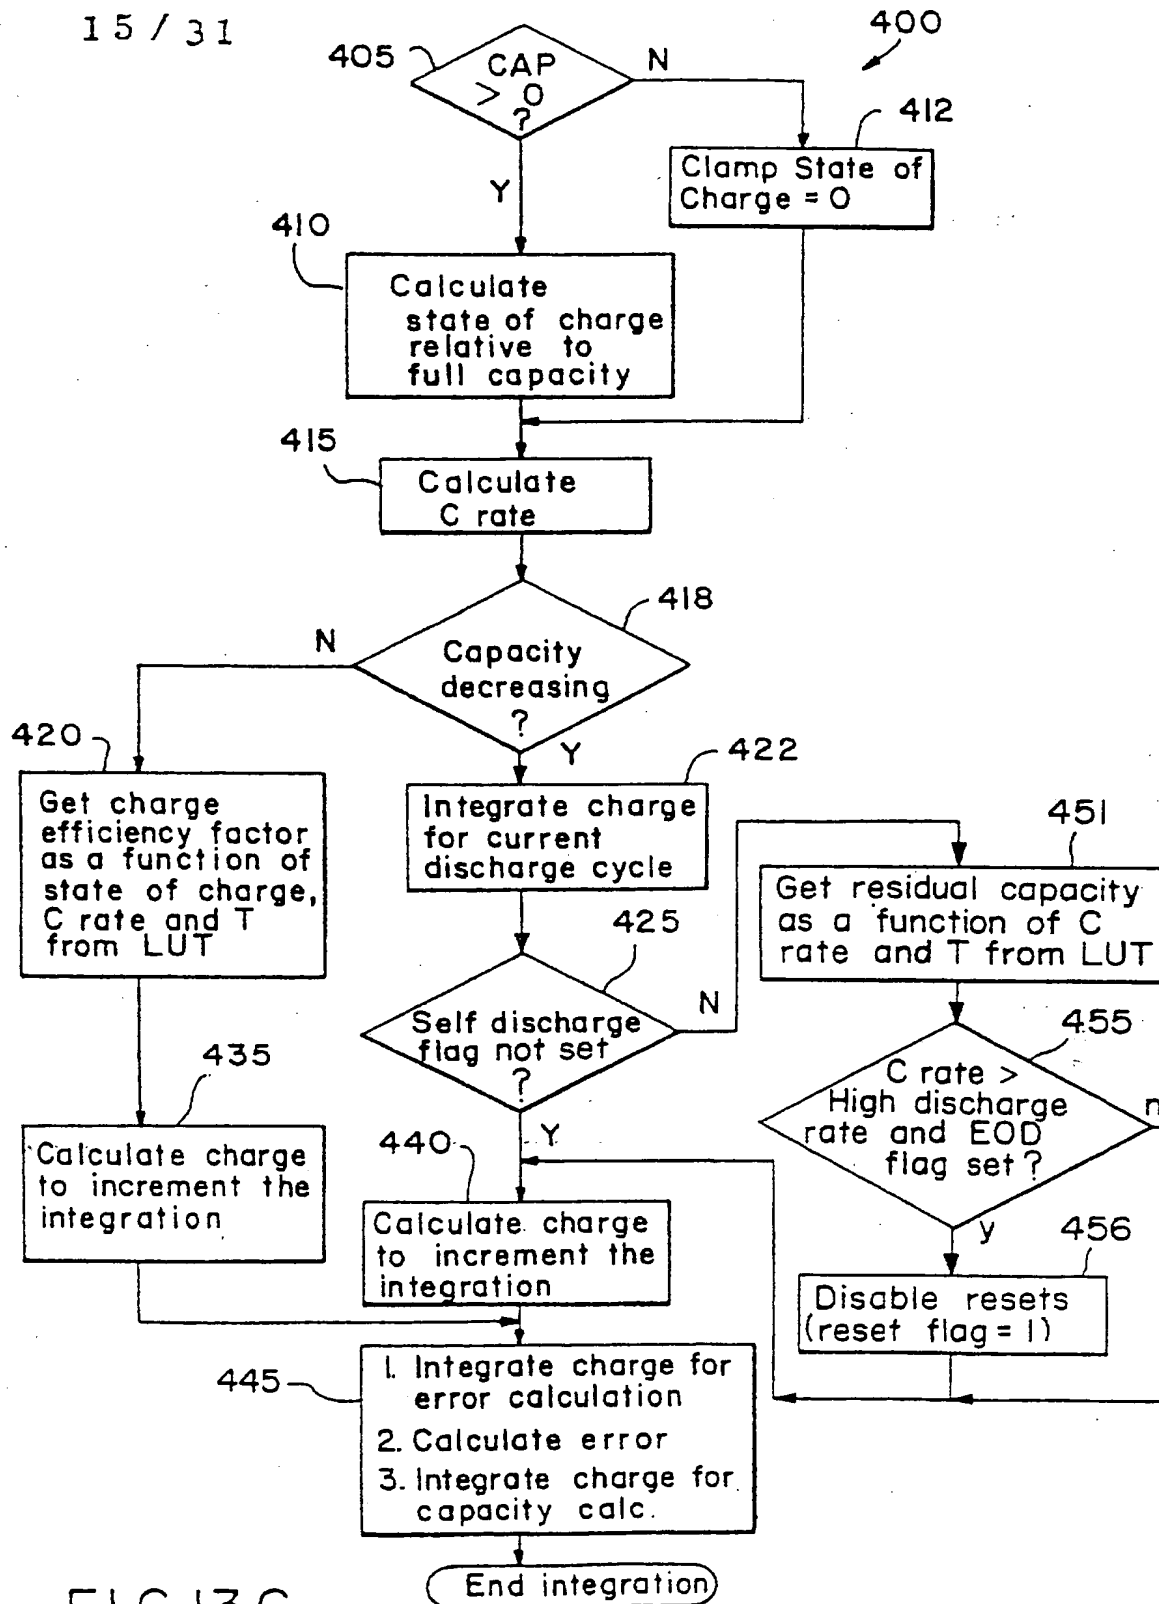 15/31
400
405
CAP
> 0
?
N
412
Clamp State of
Charge = 0
Y
410
Calculate
state of charge
relative to
full capacity
415
Calculate
C rate
418
N
Capacity
decreasing
?
Y
420
Get charge
efficiency factor
as a function of
state of charge,
C rate and T
from LUT
422
Integrate charge
for current
discharge cycle
451
Get residual capacity
as a function of C
rate and T from LUT
425
Self discharge
flag not set
?
N
Y
455
C rate >
High discharge
rate and EOD
flag set?
n
y
435
Calculate charge
to increment the
integration
440
Calculate charge
to increment the
integration
456
Disable resets
(reset flag = 1)
445
1. Integrate charge for
error calculation
2. Calculate error
3. Integrate charge for
capacity calc.
End integration